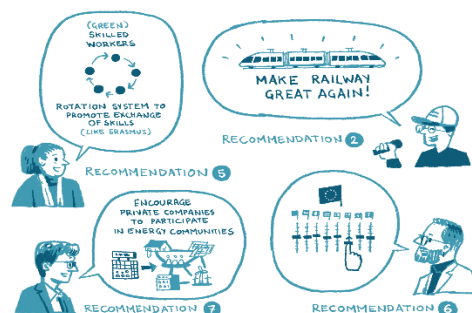 (GREEN)
SKILLED
WORKERS
ROTATION SYSTEM TO
PROMOTE EXCHANGE
OF SKILLS
(LIKE ERASMUS)
RECOMMENDATION 5
MAKE RAILWAY
GREAT AGAIN!
RECOMMENDATION 2
ENCOURAGE
PRIVATE COMPANIES
TO PARTICIPATE
IN ENERGY COMMUNITIES
RECOMMENDATION 7
RECOMMENDATION 6